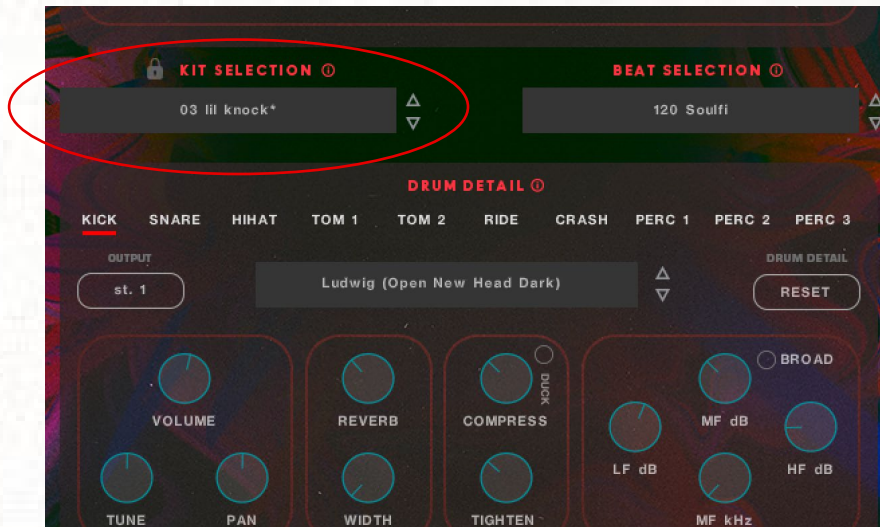 KIT SELECTION
BEAT SELECTION
03 lil knock*
120 Soulfi
DRUM DETAIL
KICK SNARE HIHAT TOM 1 TOM 2 RIDE CRASH PERC 1 PERC 2 PERC 3
OUTPUT
DRUM DETAIL
st. 1
Ludwig (Open New Head Dark)
RESET
BROAD
DUCK
VOLUME
REVERB
COMPRESS
MF dB
LF dB
HF dB
TUNE
PAN
WIDTH
TIGHTEN
MF kHz